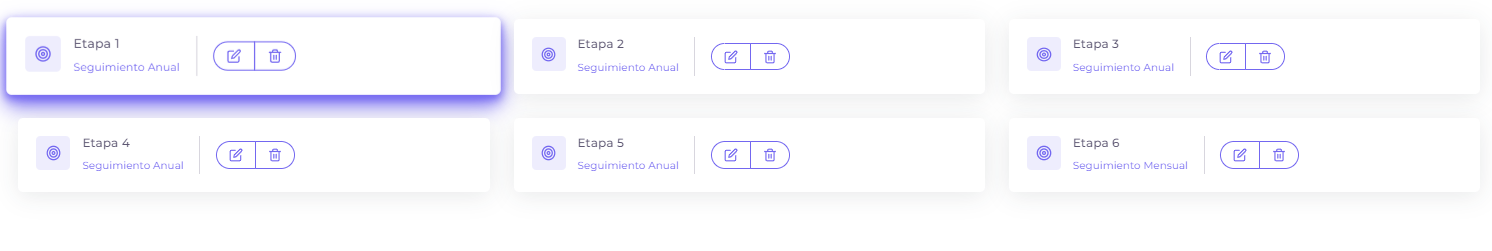 Etapa 1
Seguimiento Anual
Etapa 2
Seguimiento Anual
Etapa 3
Seguimiento Anual
Etapa 4
Seguimiento Anual
Etapa 5
Seguimiento Anual
Etapa 6
Seguimiento Mensual